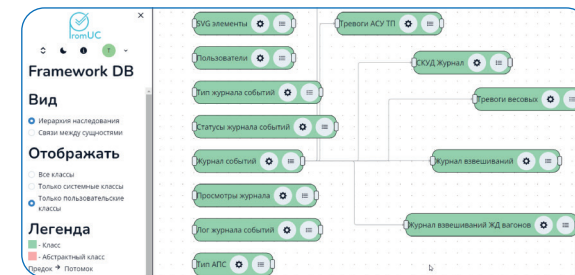 IromUC
Framework DB
Вид
Иерархия наследования
Связи между сущностями
Отображать
Все классы
Только системные классы
Только пользовательские
классы
Легенда
- Класс
- Абстрактный класс
Предок → Потомок
SVG элементы
Пользователи
Тип журнала событий
Статусы журнала событий
Журнал событий
Просмотры журнала
Лог журнала событий
Тип АПС
Тревоги АСУ ТП
СКУД Журнал
Тревоги весовых
Журнал взвешиваний
Журнал взвешиваний ЖД вагонов